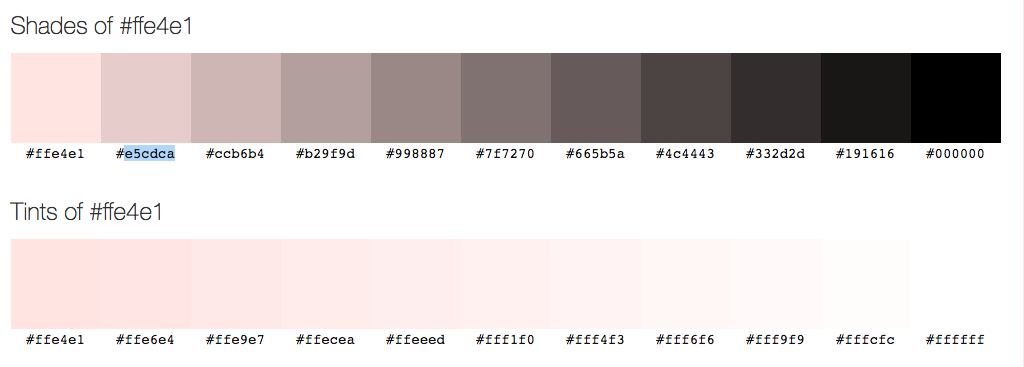 Shades of #ffe4e1
#ffe4e1 #e5cdca #ccb6b4 #b29f9d #998887 #7f7270 #665b5a #4c4443 #332d2d #191616 #000000
Tints of #ffe4e1
#ffe4e1 #ffe6e4 #ffe9e7 #ffecea #ffeeed #fff1f0 #fff4f3 #fff6f6 #fff9f9 #fffcfc #ffffff